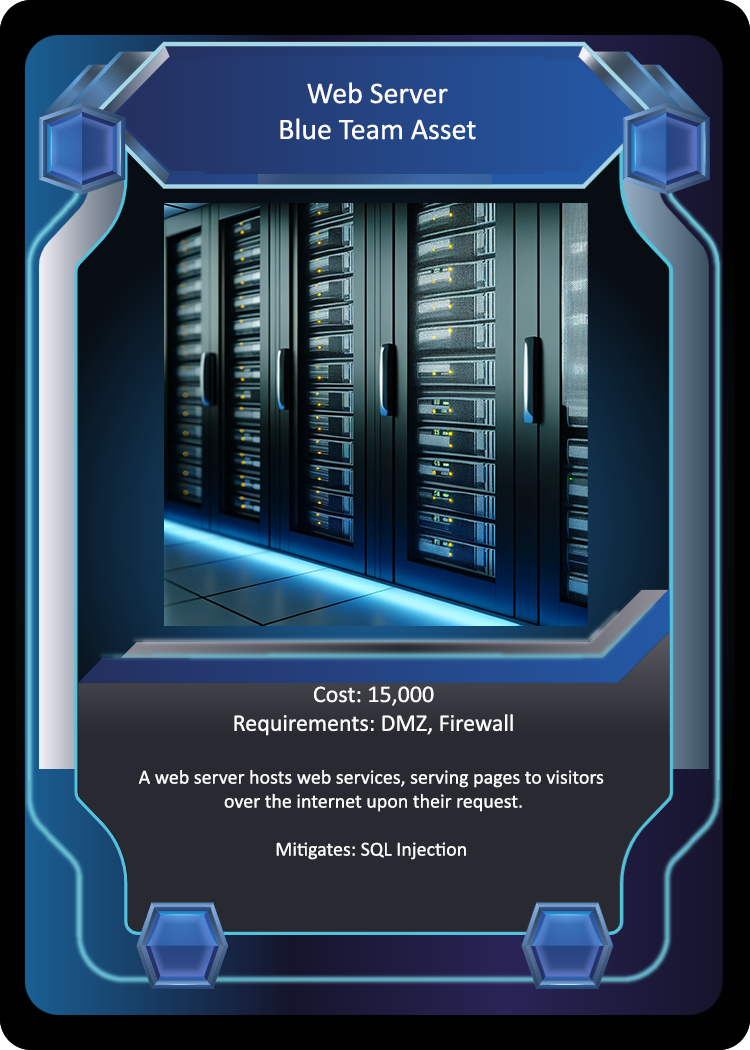 Web Server
Blue Team Asset
Cost: 15,000
Requirements: DMZ, Firewall
A web server hosts web services, serving pages to visitors
over the internet upon their request.
Mitigates: SQL Injection